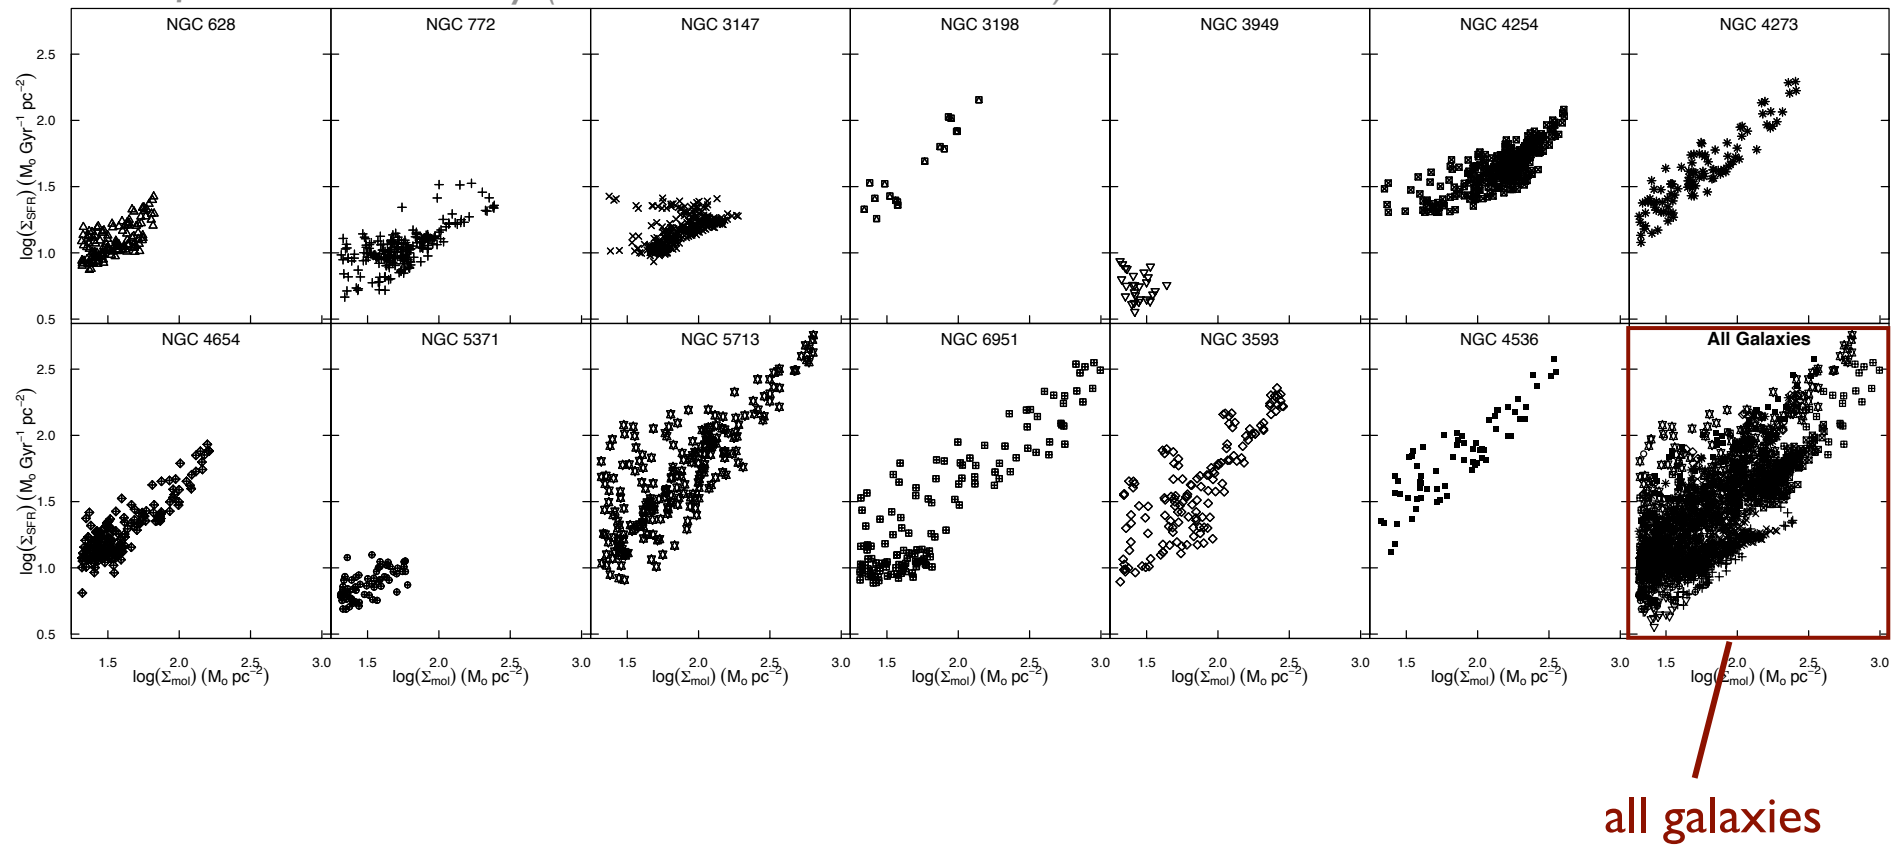 NGC 628 NGC 772 NGC 3147 NGC 3198 NGC 3949 NGC 4254 NGC 4273
2.5
2.0
1.5
1.0
0.5
log(Σ_SFR) (M_o Gyr⁻¹ pc⁻²)
NGC 4654 NGC 5371 NGC 5713 NGC 6951 NGC 3593 NGC 4536 All Galaxies
2.5
2.0
1.5
1.0
0.5
log(Σ_SFR) (M_o Gyr⁻¹ pc⁻²)
1.5 2.0 3.0 2.0 2.5 3.0 1.5 2.0 2.5 3.0 1.5 2.0 2.5 3.0 1.5 2.0 2.5 3.0 1.5 2.0 2.5 3.0 1.5 2.0 2.5 3.0
log(Σ_mol) (M_o pc⁻²) log(Σ_mol) (M_o pc⁻²) log(Σ_mol) (M_o pc⁻²) log(Σ_mol) (M_o pc⁻²) log(Σ_mol) (M_o pc⁻²) log(Σ_mol) (M_o pc⁻²) log(Σ_mol) (M_o pc⁻²)
all galaxies